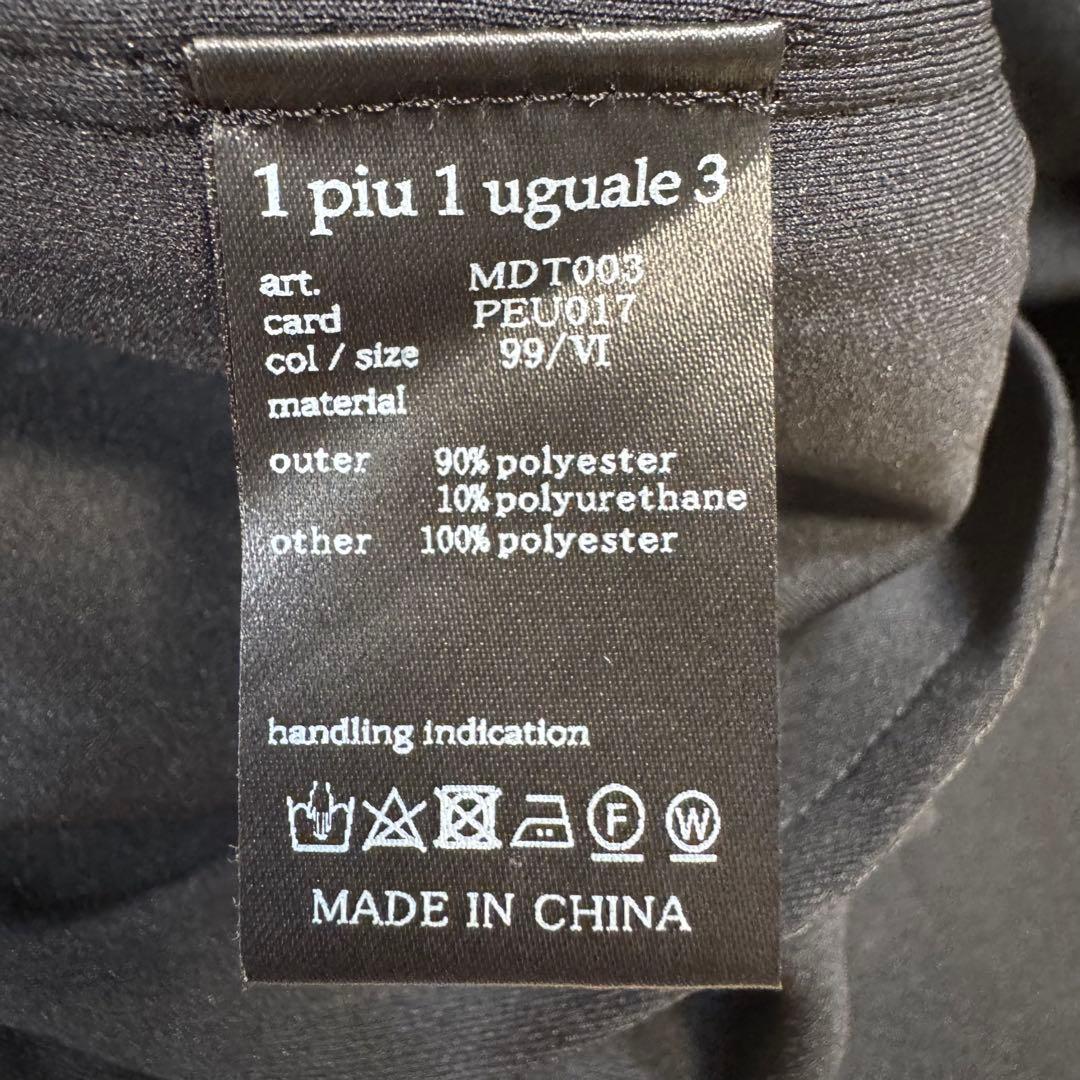 1 piu 1 uguale 3
art. MDT003
card PEU017
col / size 99/VI
material
outer 90% polyester
10% polyurethane
other 100% polyester
handling indication
F W
MADE IN CHINA